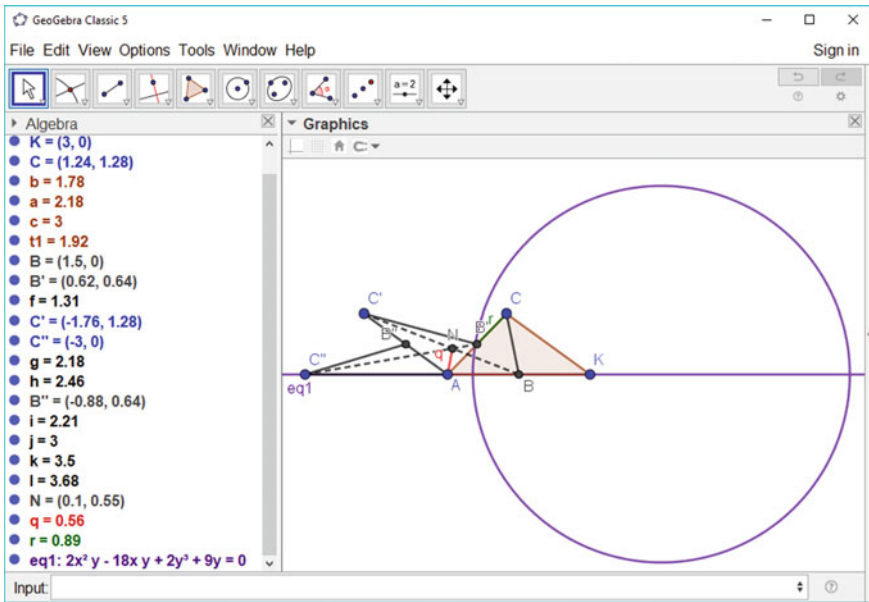 GeoGebra Classic 5
File Edit View Options Tools Window Help
Sign in
a=2
Algebra
Graphics
K = (3, 0)
C = (1.24, 1.28)
b = 1.78
a = 2.18
c = 3
t1 = 1.92
B = (1.5, 0)
B' = (0.62, 0.64)
f = 1.31
C' = (-1.76, 1.28)
C'' = (-3, 0)
g = 2.18
h = 2.46
B'' = (-0.88, 0.64)
i = 2.21
j = 3
k = 3.5
l = 3.68
N = (0.1, 0.55)
q = 0.56
r = 0.89
eq1: 2x² y - 18x y + 2y³ + 9y = 0
C'
C
r
B''
N
B'
q
C''
K
eq1
A
B
Input: